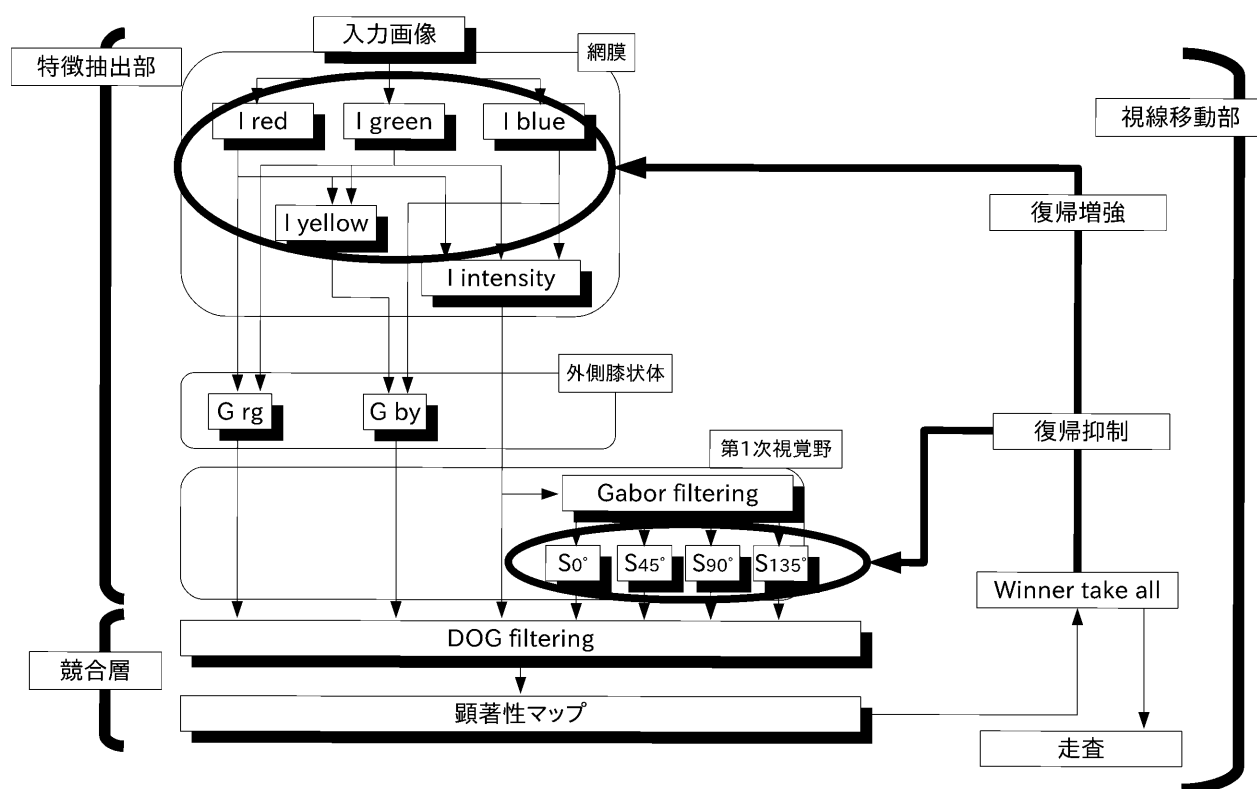 入力画像
網膜
特徴抽出部
I red
I green
I blue
視線移動部
I yellow
復帰増強
I intensity
外側膝状体
G rg
G by
復帰抑制
第1次視覚野
Gabor filtering
S0°
S45°
S90°
S135°
Winner take all
DOG filtering
競合層
顕著性マップ
走査